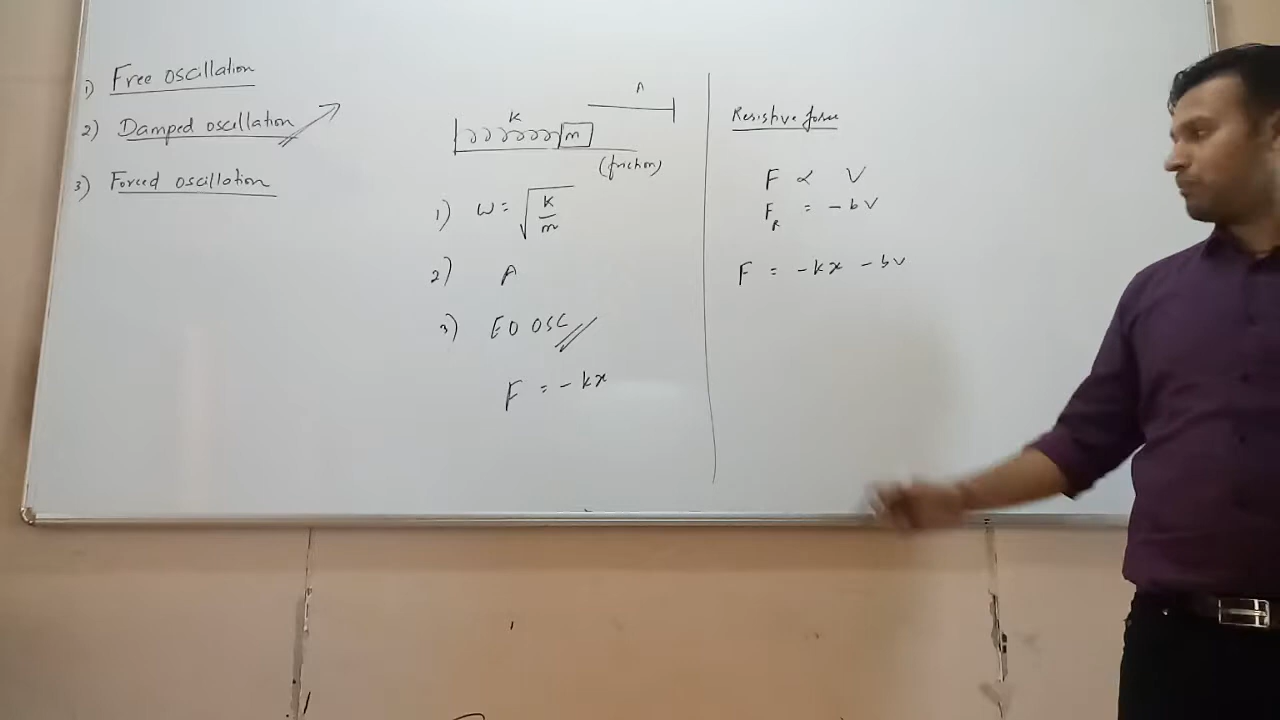 1) Free oscillation
2) Damped oscillation
3) Forced oscillation
A
K
m
(friction)
1) ω = √(K/m)
2) A
3) E O OSC
F = -kx
Resistive force
F ∝ V
F_R = -bV
F = -kx - bv